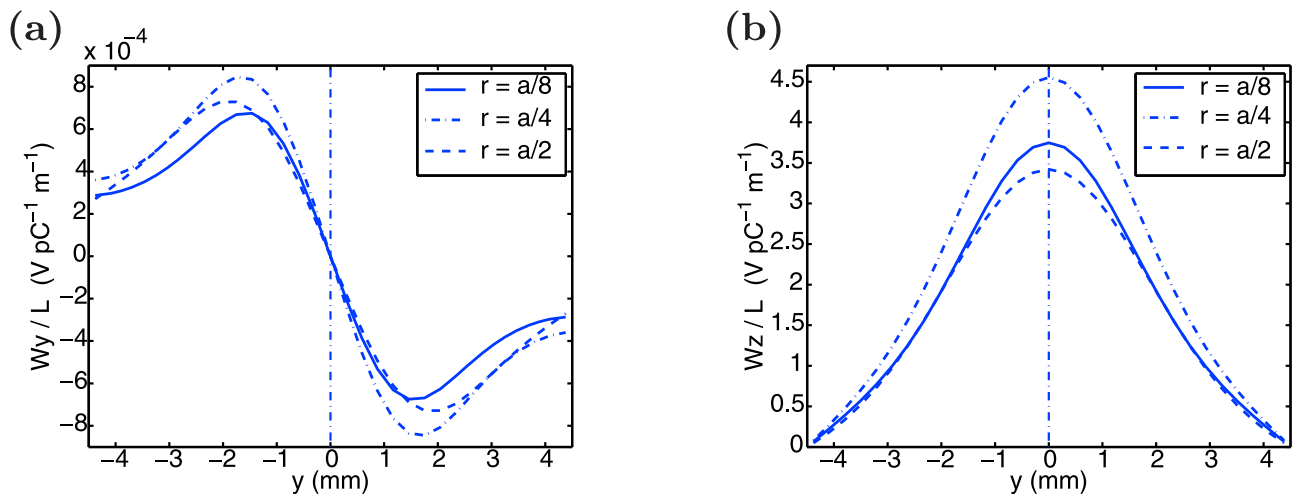 (a)
x 10⁻⁴
8
6
4
2
0
−2
−4
−6
−8
Wy / L (V pC⁻¹ m⁻¹)
−4 −3 −2 −1 0 1 2 3 4
y (mm)
r = a/8
r = a/4
r = a/2
(b)
4.5
4
3.5
3
2.5
2
1.5
1
0.5
0
Wz / L (V pC⁻¹ m⁻¹)
−4 −3 −2 −1 0 1 2 3 4
y (mm)
r = a/8
r = a/4
r = a/2